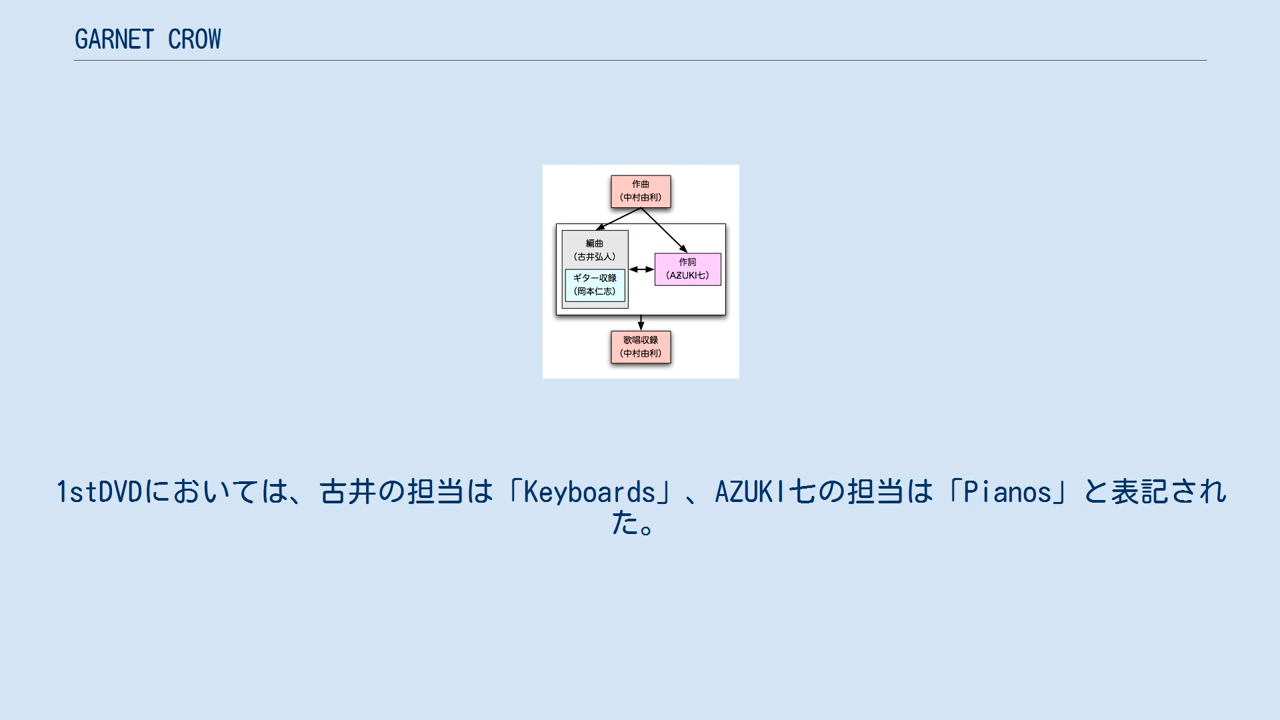 GARNET CROW
作曲
(中村由利)
編曲
(古井弘人)
ギター収録
(岡本仁志)
作詞
(AZUKI七)
歌唱収録
(中村由利)
1stDVDにおいては、古井の担当は「Keyboards」、AZUKI七の担当は「Pianos」と表記され
た。